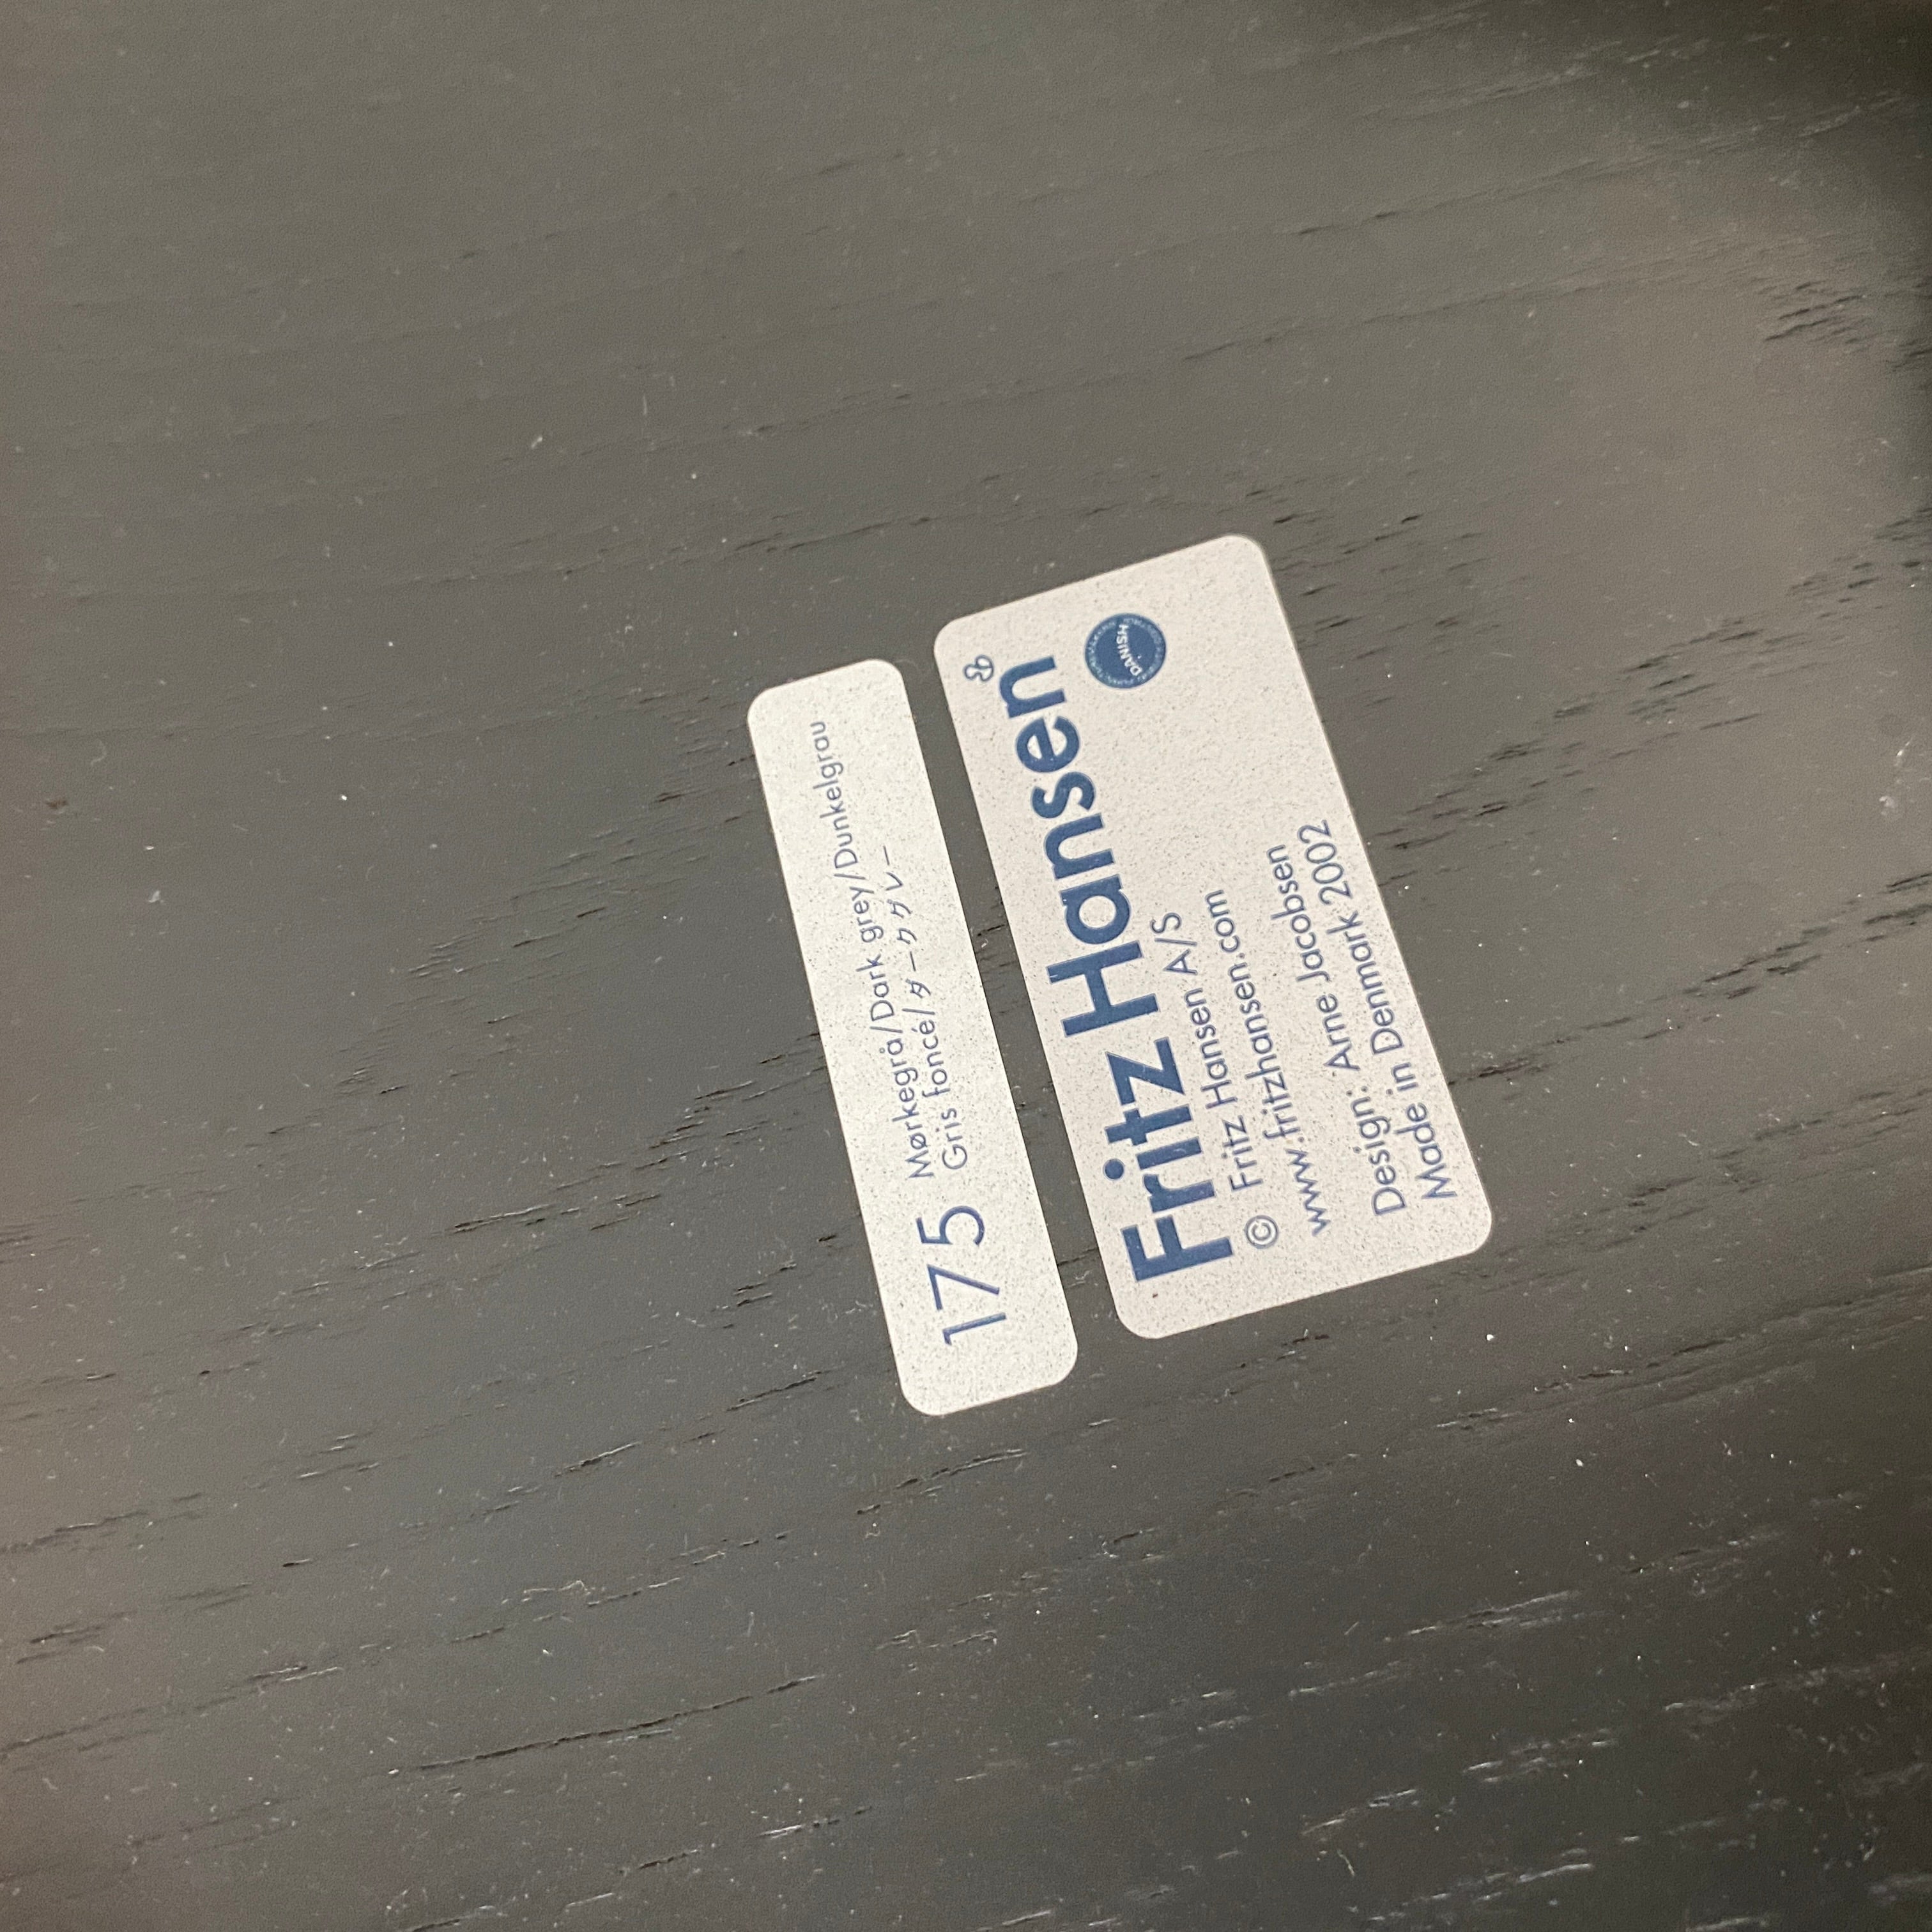 175
Mørkegrå/Dark grey/Dunkelgrau
Gris foncé/ダークグレー
Fritz Hansen
© Fritz Hansen A/S
www.fritzhansen.com
Design: Arne Jacobsen
Made in Denmark 2002
DANISH